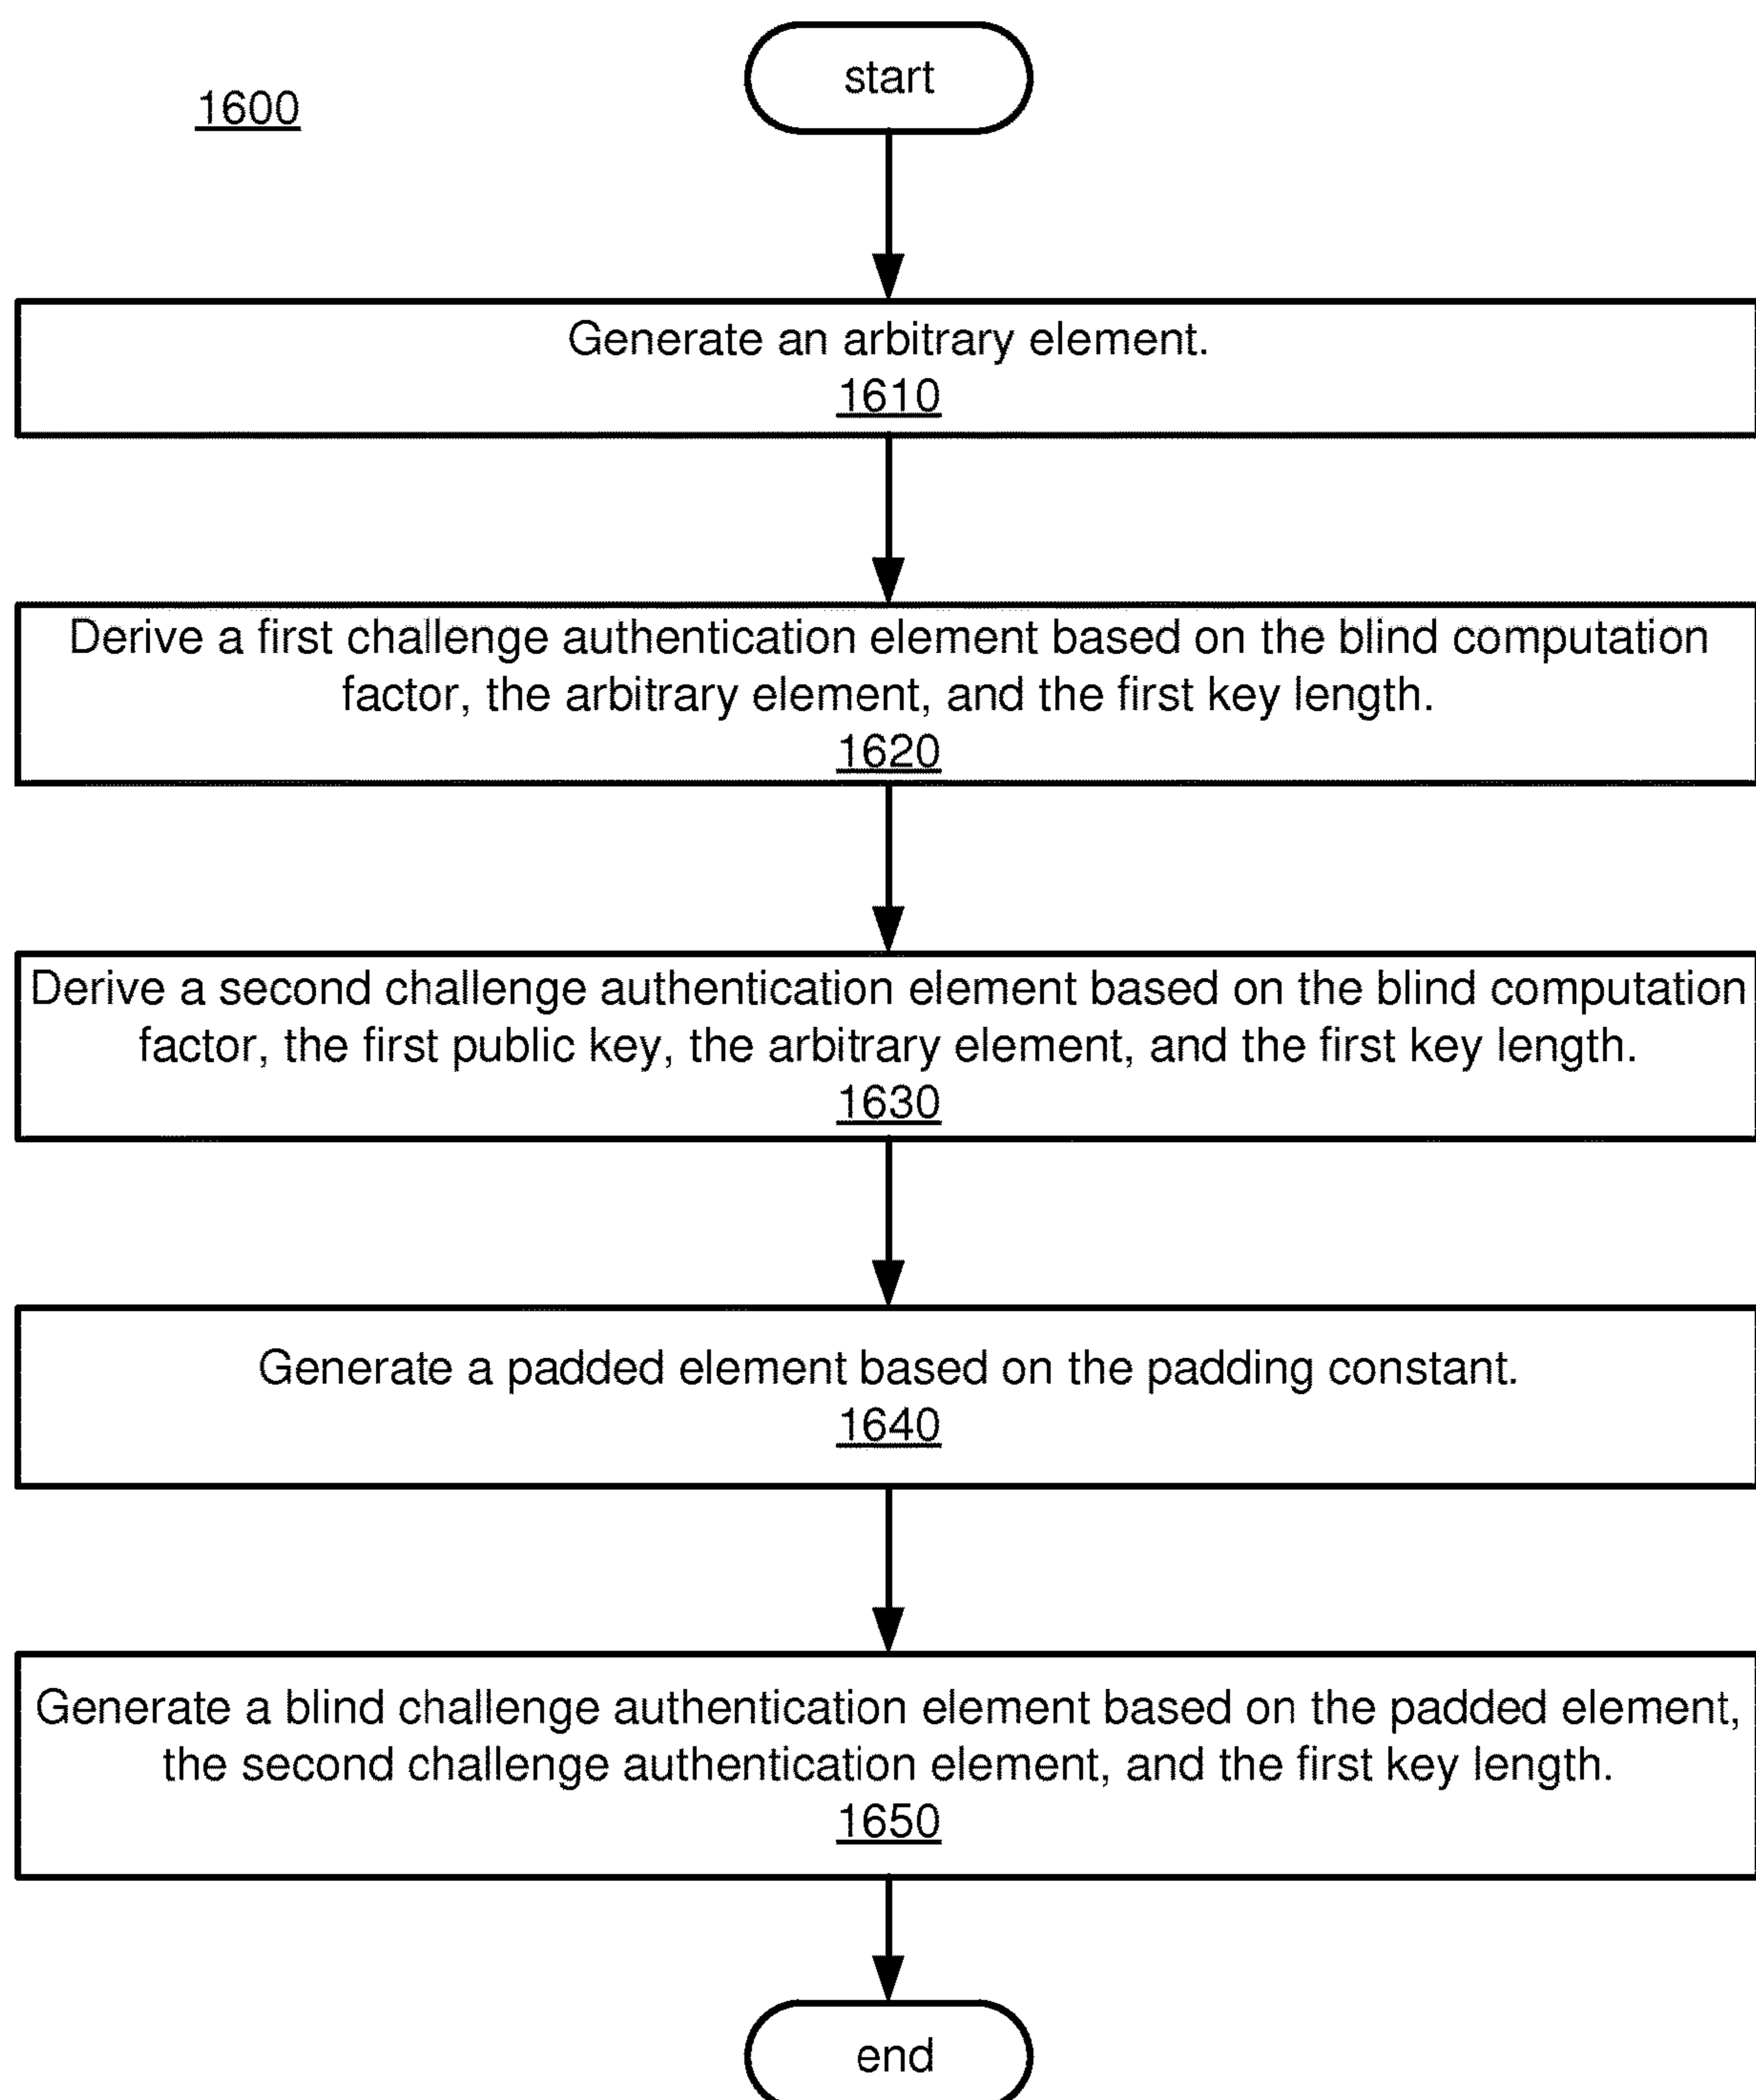 start
1600
Generate an arbitrary element.
1610
Derive a first challenge authentication element based on the blind computation
factor, the arbitrary element, and the first key length.
1620
Derive a second challenge authentication element based on the blind computation
factor, the first public key, the arbitrary element, and the first key length.
1630
Generate a padded element based on the padding constant.
1640
Generate a blind challenge authentication element based on the padded element,
the second challenge authentication element, and the first key length.
1650
end